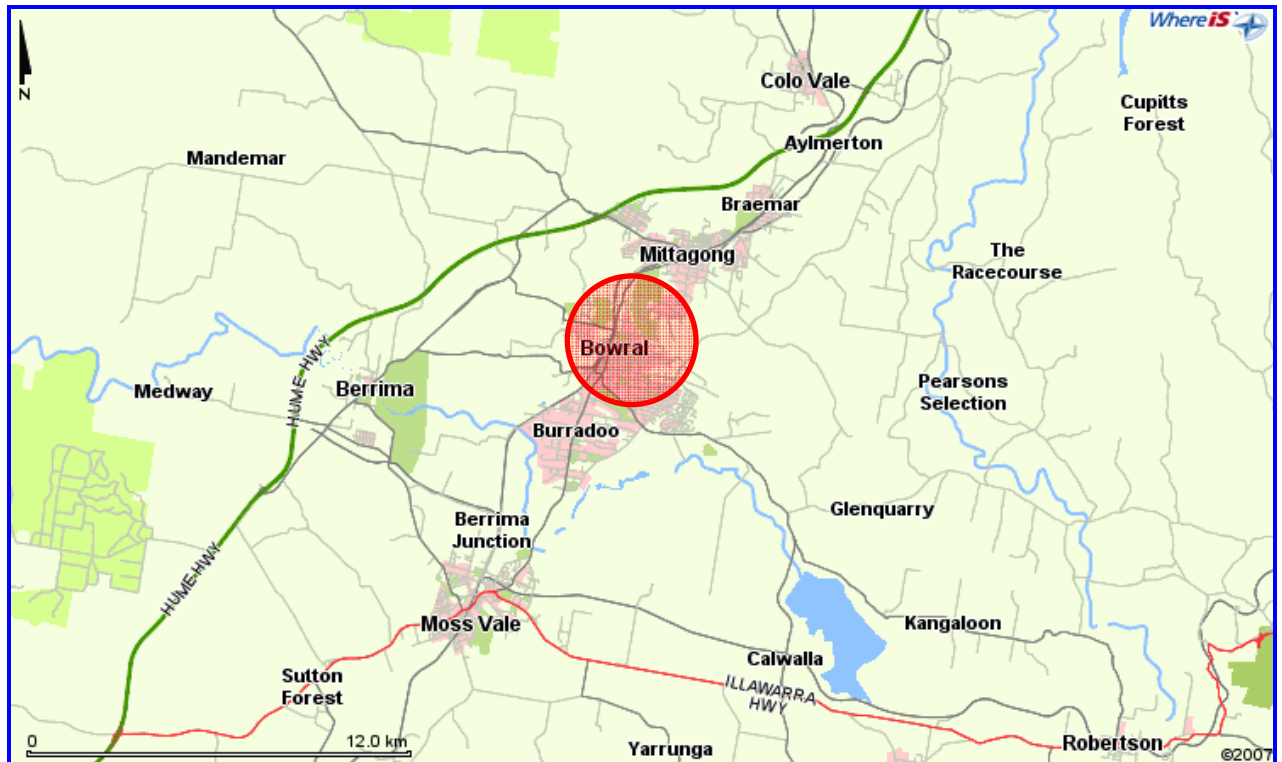 WhereiS
N
Colo Vale
Cupitts
Forest
Aylmerton
Mandemar
Braemar
Mittagong
The
Racecourse
Bowral
HUME HWY
Medway
Berrima
Pearsons
Selection
Burradoo
Glenquarry
Berrima
Junction
HUME HWY
Moss Vale
Kangaloon
Calwalla
Sutton
Forest
ILLAWARRA
HWY
0
12.0 km
Yarrunga
Robertson
©2007